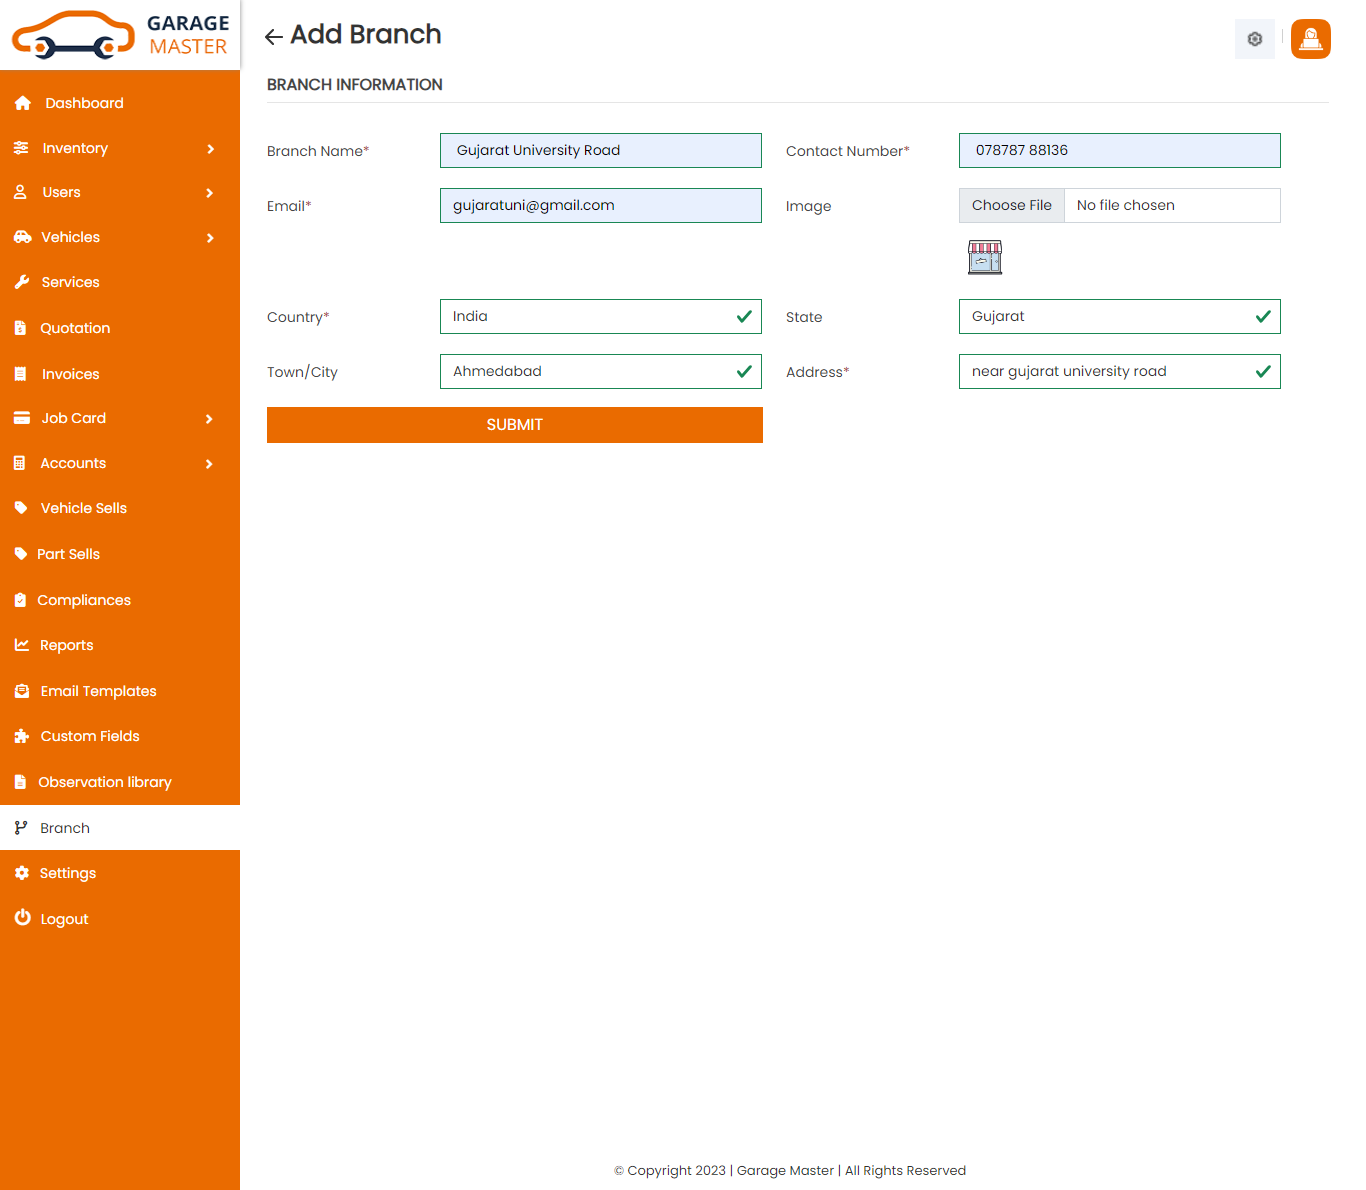 GARAGE
MASTER
Dashboard
Inventory
Users
Vehicles
Services
Quotation
Invoices
Job Card
Accounts
Vehicle Sells
Part Sells
Compliances
Reports
Email Templates
Custom Fields
Observation library
Branch
Settings
Logout
Add Branch
BRANCH INFORMATION
Branch Name* Gujarat University Road Contact Number* 078787 88136
Email* gujaratuni@gmail.com Image Choose File No file chosen
Country* India State Gujarat
Town/City Ahmedabad Address* near gujarat university road
SUBMIT
© Copyright 2023 | Garage Master | All Rights Reserved